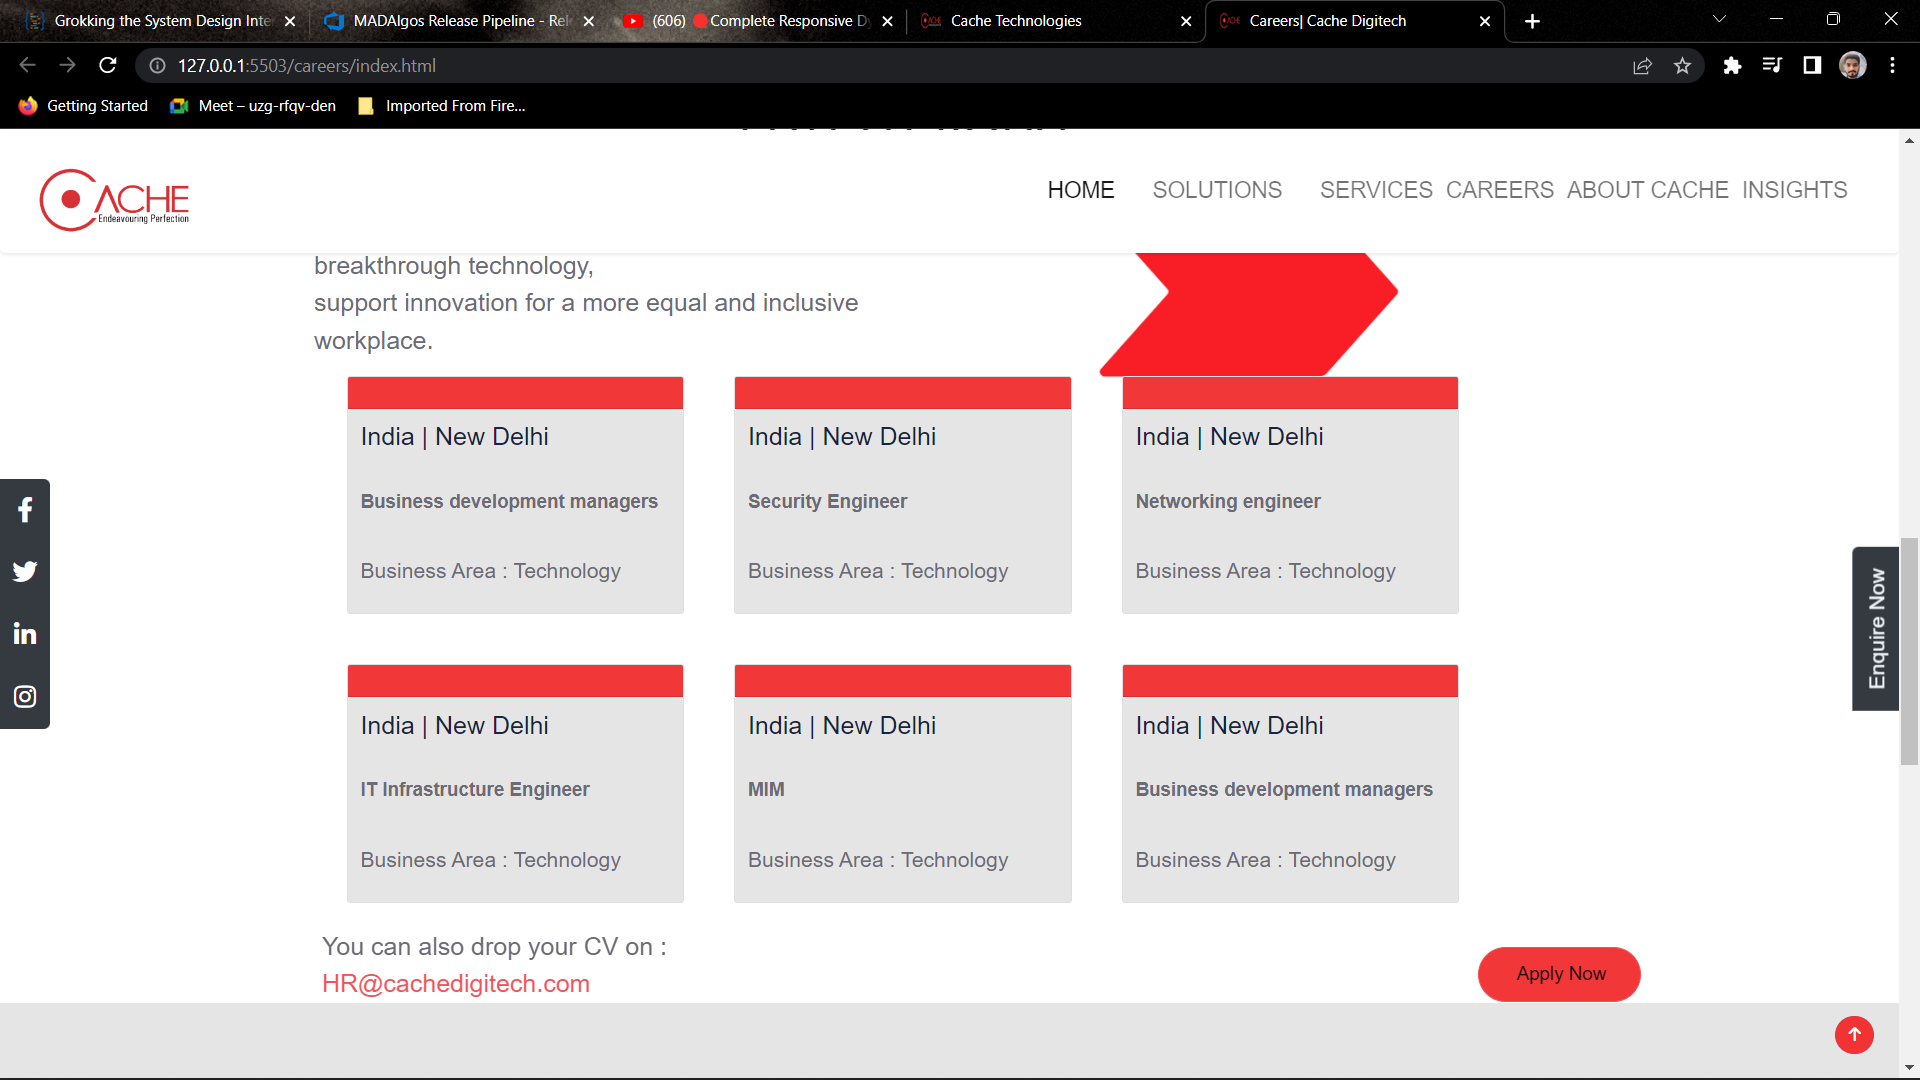 Grokking the System Design Inte
MADAlgos Release Pipeline - Rel
(606) Complete Responsive D
Cache Technologies
Careers| Cache Digitech
127.0.0.1:5503/careers/index.html
Getting Started
Meet – uzg-rfqv-den
Imported From Fire...
CACHE
Endeavouring Perfection
HOME
SOLUTIONS
SERVICES
CAREERS
ABOUT CACHE
INSIGHTS
breakthrough technology,
support innovation for a more equal and inclusive
workplace.
India | New Delhi
Business development managers
Business Area : Technology
India | New Delhi
Security Engineer
Business Area : Technology
India | New Delhi
Networking engineer
Business Area : Technology
India | New Delhi
IT Infrastructure Engineer
Business Area : Technology
India | New Delhi
MIM
Business Area : Technology
India | New Delhi
Business development managers
Business Area : Technology
Enquire Now
You can also drop your CV on :
HR@cachedigitech.com
Apply Now